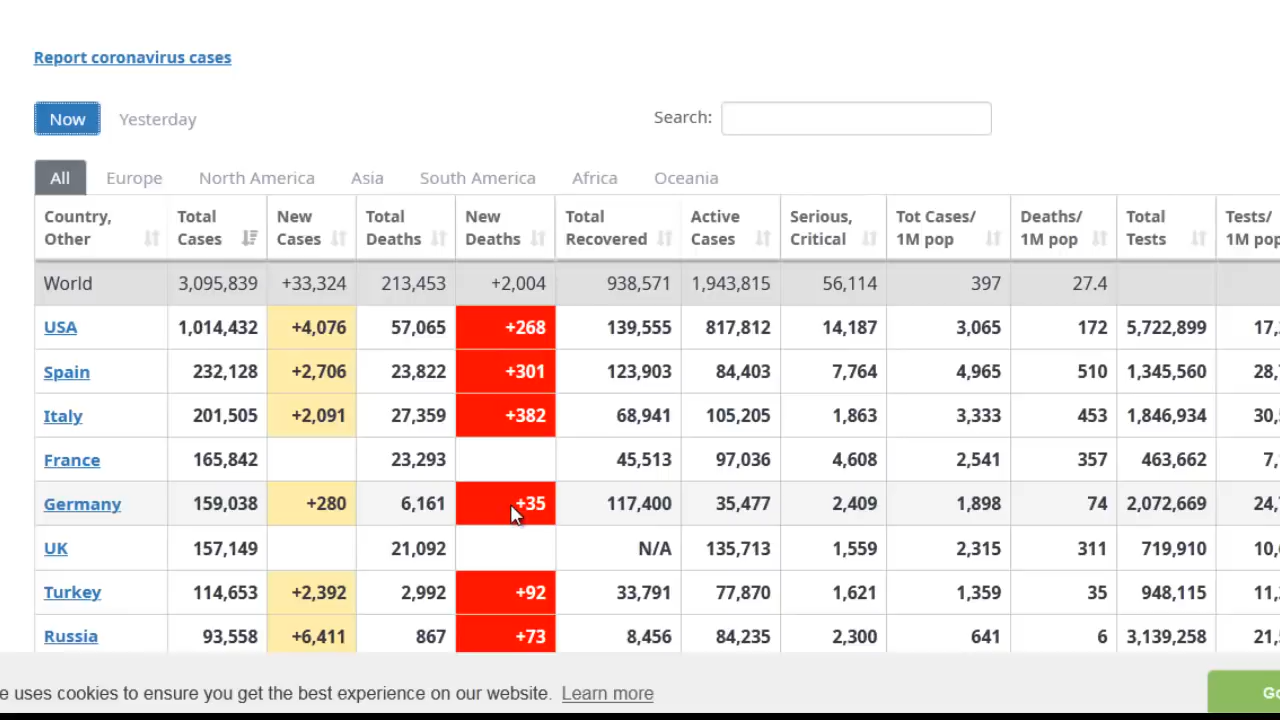 Report coronavirus cases
Now Yesterday Search:
All Europe North America Asia South America Africa Oceania
Country, Other Total Cases New Cases Total Deaths New Deaths Total Recovered Active Cases Serious, Critical Tot Cases/ 1M pop Deaths/ 1M pop Total Tests Tests/ 1M pop
World 3,095,839 +33,324 213,453 +2,004 938,571 1,943,815 56,114 397 27.4
USA 1,014,432 +4,076 57,065 +268 139,555 817,812 14,187 3,065 172 5,722,899 17,
Spain 232,128 +2,706 23,822 +301 123,903 84,403 7,764 4,965 510 1,345,560 28,
Italy 201,505 +2,091 27,359 +382 68,941 105,205 1,863 3,333 453 1,846,934 30,
France 165,842 23,293 45,513 97,036 4,608 2,541 357 463,662 7,
Germany 159,038 +280 6,161 +35 117,400 35,477 2,409 1,898 74 2,072,669 24,
UK 157,149 21,092 N/A 135,713 1,559 2,315 311 719,910 10,
Turkey 114,653 +2,392 2,992 +92 33,791 77,870 1,621 1,359 35 948,115 11,
Russia 93,558 +6,411 867 +73 8,456 84,235 2,300 641 6 3,139,258 21,
e uses cookies to ensure you get the best experience on our website. Learn more